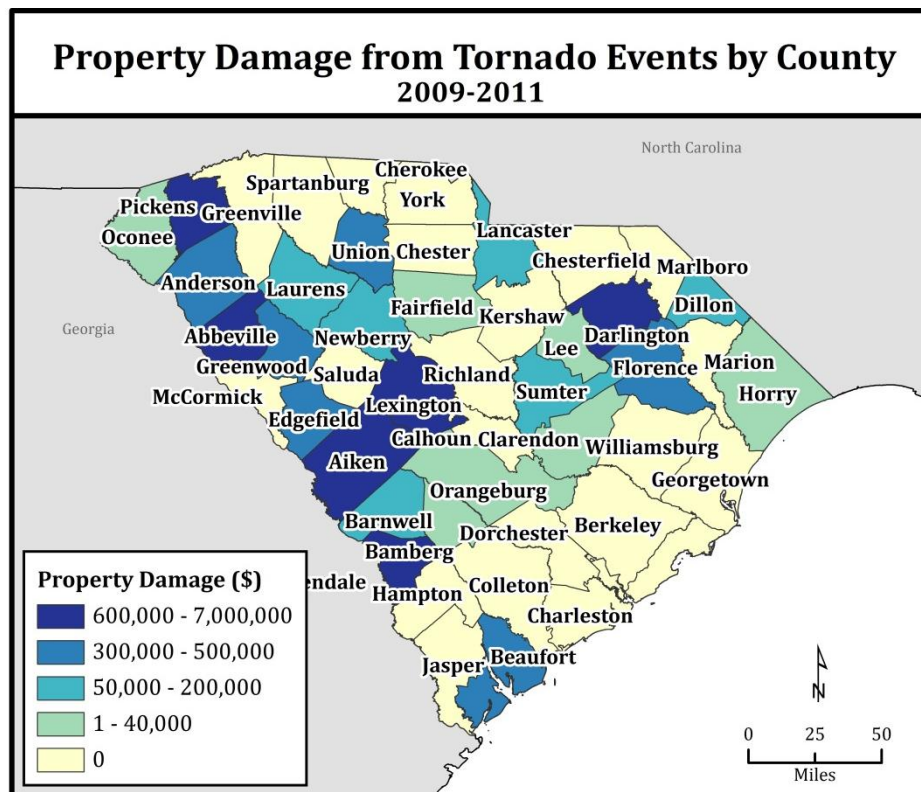 Property Damage from Tornado Events by County
2009-2011
North Carolina
Georgia
Cherokee
Spartanburg
York
Pickens
Greenville
Oconee
Lancaster
Union
Chester
Chesterfield
Marlboro
Anderson
Laurens
Dillon
Fairfield
Kershaw
Abbeville
Newberry
Darlington
Lee
Greenwood
Saluda
Richland
Florence
Marion
McCormick
Sumter
Horry
Edgefield
Lexington
Calhoun
Clarendon
Williamsburg
Aiken
Georgetown
Orangeburg
Barnwell
Dorchester
Berkeley
Bamberg
endale
Colleton
Hampton
Charleston
Jasper
Beaufort
Property Damage ($)
600,000 - 7,000,000
300,000 - 500,000
50,000 - 200,000
1 - 40,000
0
N
0 25 50
Miles